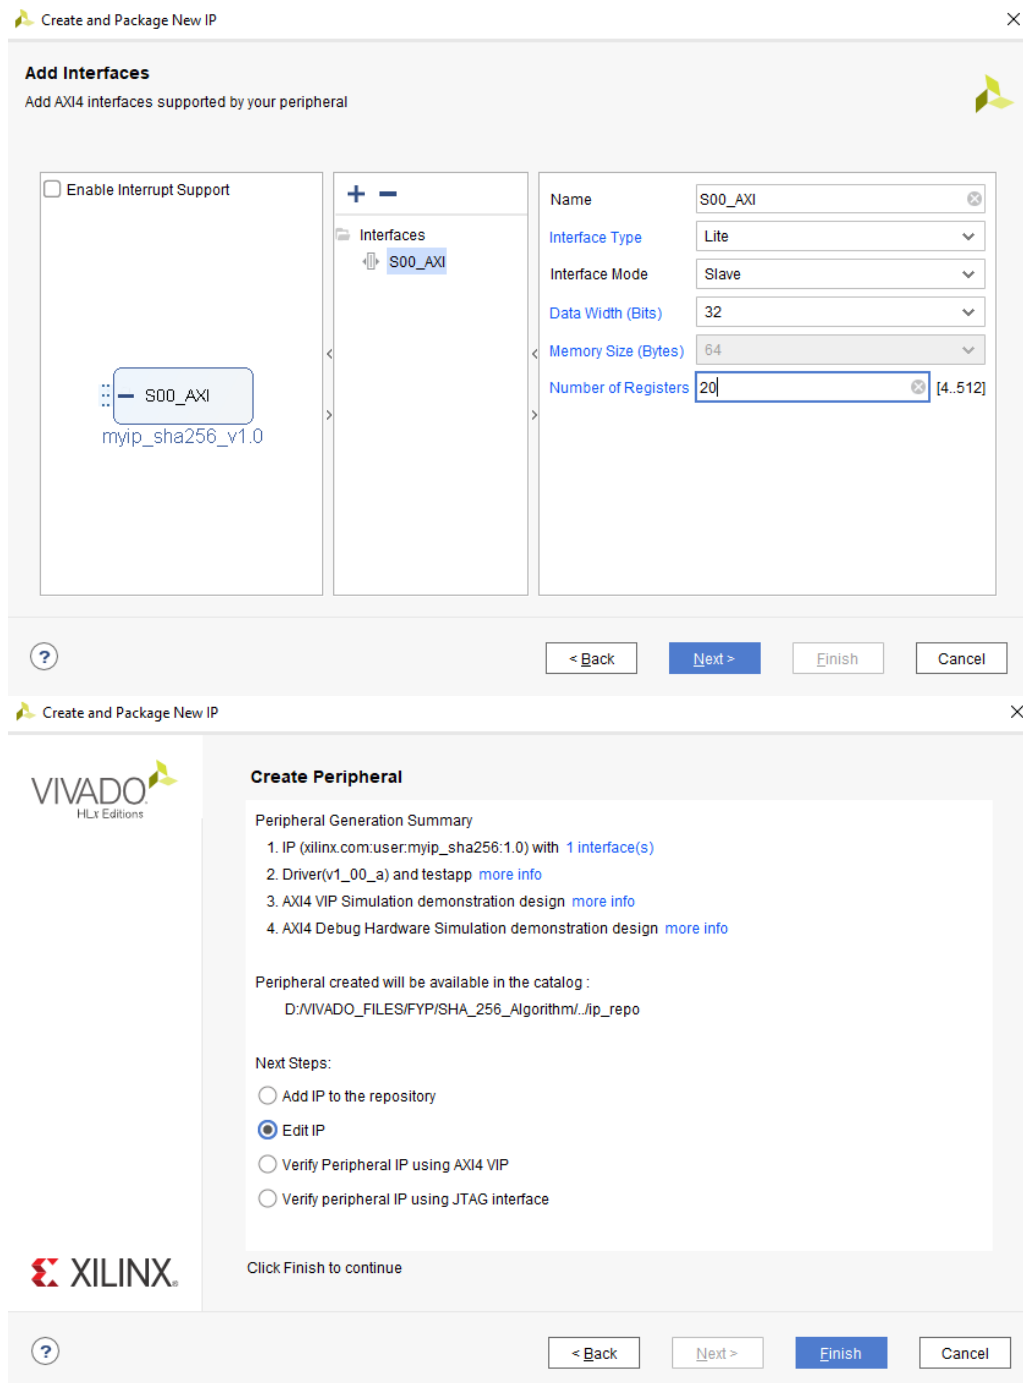 Create and Package New IP
Add Interfaces
Add AXI4 interfaces supported by your peripheral
Enable Interrupt Support
S00_AXI
myip_sha256_v1.0
Interfaces
S00_AXI
Name S00_AXI
Interface Type Lite
Interface Mode Slave
Data Width (Bits) 32
Memory Size (Bytes) 64
Number of Registers 20 [4..512]
? < Back Next > Finish Cancel
Create and Package New IP
VIVADO
HLx Editions
Create Peripheral
Peripheral Generation Summary
1. IP (xilinx.com:user:myip_sha256:1.0) with 1 interface(s)
2. Driver(v1_00_a) and testapp more info
3. AXI4 VIP Simulation demonstration design more info
4. AXI4 Debug Hardware Simulation demonstration design more info
Peripheral created will be available in the catalog :
D:/VIVADO_FILES/FYP/SHA_256_Algorithm/../ip_repo
Next Steps:
Add IP to the repository
Edit IP
Verify Peripheral IP using AXI4 VIP
Verify peripheral IP using JTAG interface
XILINX
Click Finish to continue
? < Back Next > Finish Cancel